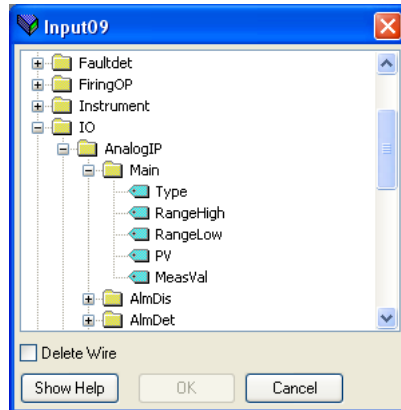 Input09
Faultdet
FiringOP
Instrument
IO
AnalogIP
Main
Type
RangeHigh
RangeLow
PV
MeasVal
AlmDis
AlmDet
Delete Wire
Show Help OK Cancel